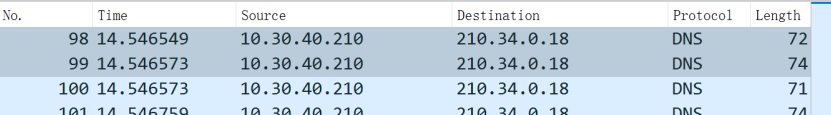 No. Time Source Destination Protocol Length
98 14.546549 10.30.40.210 210.34.0.18 DNS 72
99 14.546573 10.30.40.210 210.34.0.18 DNS 74
100 14.546573 10.30.40.210 210.34.0.18 DNS 71
101 14.546759 10.30.40.210 210.34.0.18 DNS 74